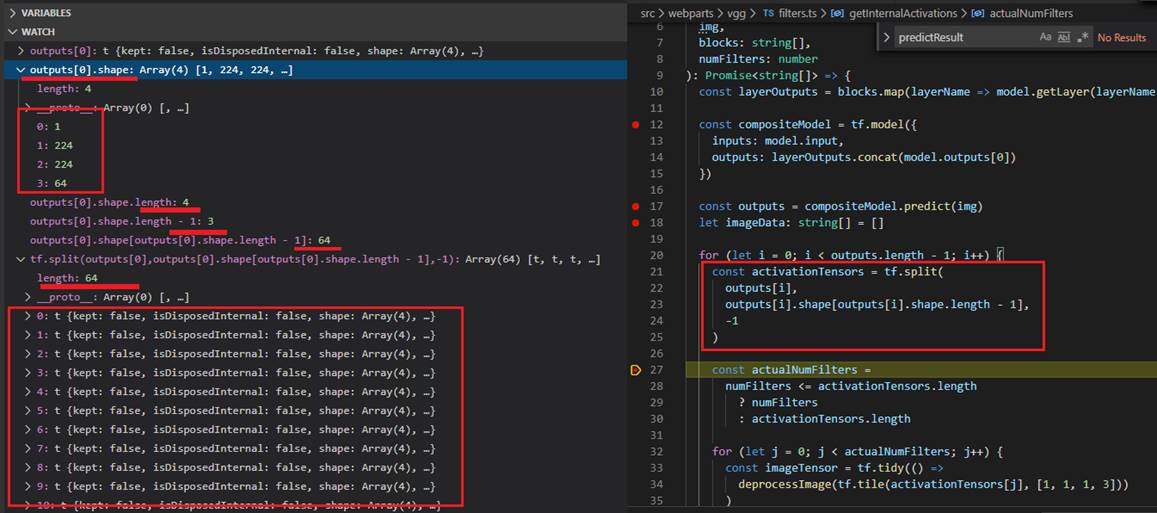 VARIABLES
WATCH
outputs[0]: t {kept: false, isDisposedInternal: false, shape: Array(4), …}
outputs[0].shape: Array(4) [1, 224, 224, …]
length: 4
__proto__: Array(0) [, …]
0: 1
1: 224
2: 224
3: 64
outputs[0].shape.length: 4
outputs[0].shape.length - 1: 3
outputs[0].shape[outputs[0].shape.length - 1]: 64
tf.split(outputs[0],outputs[0].shape[outputs[0].shape.length - 1],-1): Array(64) [t, t, t, …]
length: 64
__proto__: Array(0) [, …]
0: t {kept: false, isDisposedInternal: false, shape: Array(4), …}
1: t {kept: false, isDisposedInternal: false, shape: Array(4), …}
2: t {kept: false, isDisposedInternal: false, shape: Array(4), …}
3: t {kept: false, isDisposedInternal: false, shape: Array(4), …}
4: t {kept: false, isDisposedInternal: false, shape: Array(4), …}
5: t {kept: false, isDisposedInternal: false, shape: Array(4), …}
6: t {kept: false, isDisposedInternal: false, shape: Array(4), …}
7: t {kept: false, isDisposedInternal: false, shape: Array(4), …}
8: t {kept: false, isDisposedInternal: false, shape: Array(4), …}
9: t {kept: false, isDisposedInternal: false, shape: Array(4), …}
10: t {kept: false, isDisposedInternal: false, shape: Array(4), …}
src > webparts > vgg > TS filters.ts > getInternalActivations > actualNumFilters
predictResult Aa Abl .* No Results
6 img,
7 blocks: string[],
8 numFilters: number
9 ): Promise<string[]> => {
10 const layerOutputs = blocks.map(layerName => model.getLayer(layerName
11
12 const compositeModel = tf.model({
13 inputs: model.input,
14 outputs: layerOutputs.concat(model.outputs[0])
15 })
16
17 const outputs = compositeModel.predict(img)
18 let imageData: string[] = []
19
20 for (let i = 0; i < outputs.length - 1; i++) {
21 const activationTensors = tf.split(
22 outputs[i],
23 outputs[i].shape[outputs[i].shape.length - 1],
24 -1
25 )
26
27 const actualNumFilters =
28 numFilters <= activationTensors.length
29 ? numFilters
30 : activationTensors.length
31
32 for (let j = 0; j < actualNumFilters; j++) {
33 const imageTensor = tf.tidy(() =>
34 deprocessImage(tf.tile(activationTensors[j], [1, 1, 1, 3]))
35 )